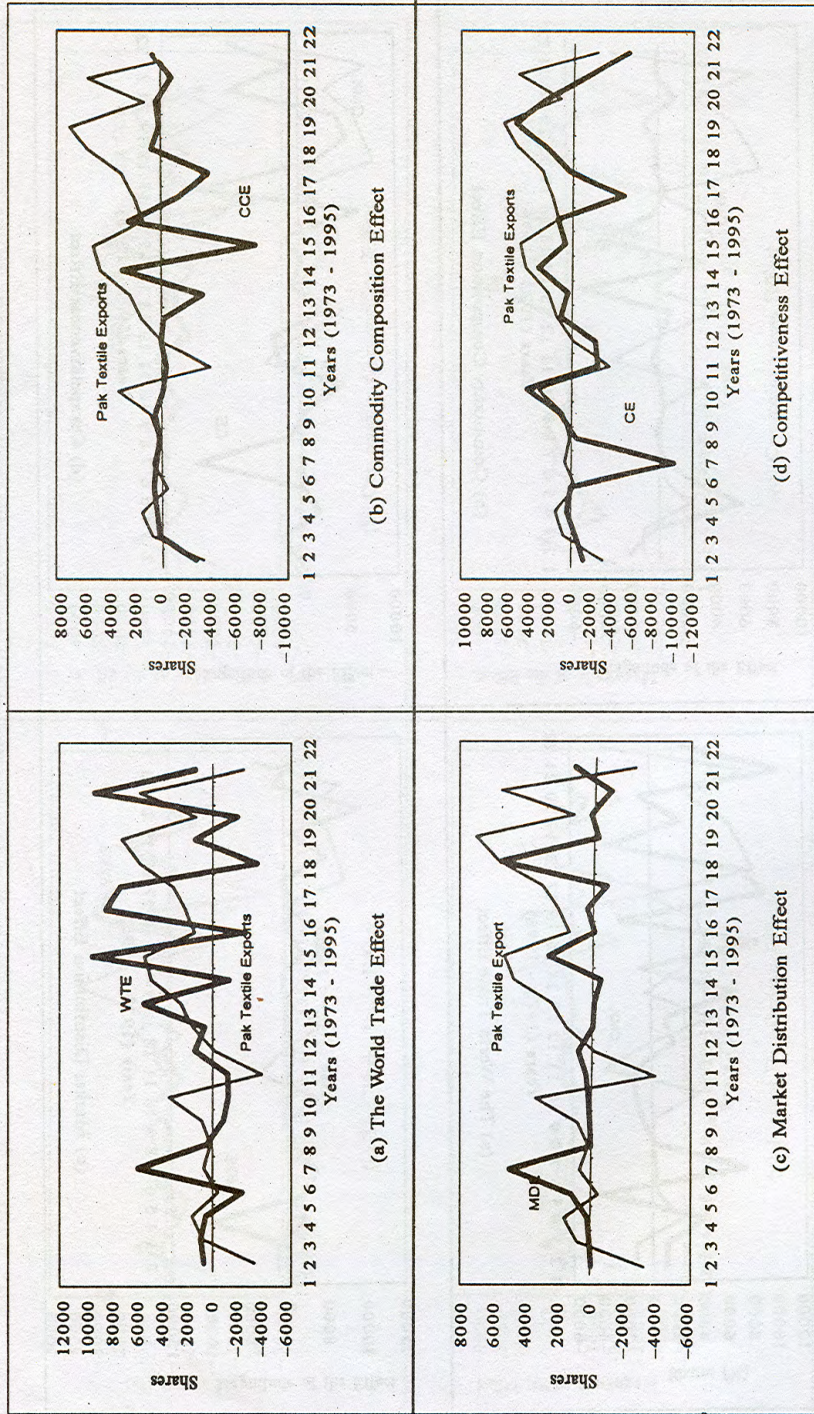 Shares
12000
10000
8000
6000
4000
2000
0
-2000
-4000
-6000
WTE
Pak Textile Exports
1 2 3 4 5 6 7 8 9 10 11 12 13 14 15 16 17 18 19 20 21 22
Years (1973 - 1995)
(a) The World Trade Effect
Shares
8000
6000
4000
2000
0
-2000
-4000
-6000
-8000
-10000
Pak Textile Exports
CCE
1 2 3 4 5 6 7 8 9 10 11 12 13 14 15 16 17 18 19 20 21 22
Years (1973 - 1995)
(b) Commodity Composition Effect
Shares
8000
6000
4000
2000
0
-2000
-4000
-6000
MDE
Pak Textile Export
1 2 3 4 5 6 7 8 9 10 11 12 13 14 15 16 17 18 19 20 21 22
Years (1973 - 1995)
(c) Market Distribution Effect
Shares
10000
8000
6000
4000
2000
0
-2000
-4000
-6000
-8000
-10000
-12000
Pak Textile Exports
CE
1 2 3 4 5 6 7 8 9 10 11 12 13 14 15 16 17 18 19 20 21 22
Years (1973 - 1995)
(d) Competitiveness Effect